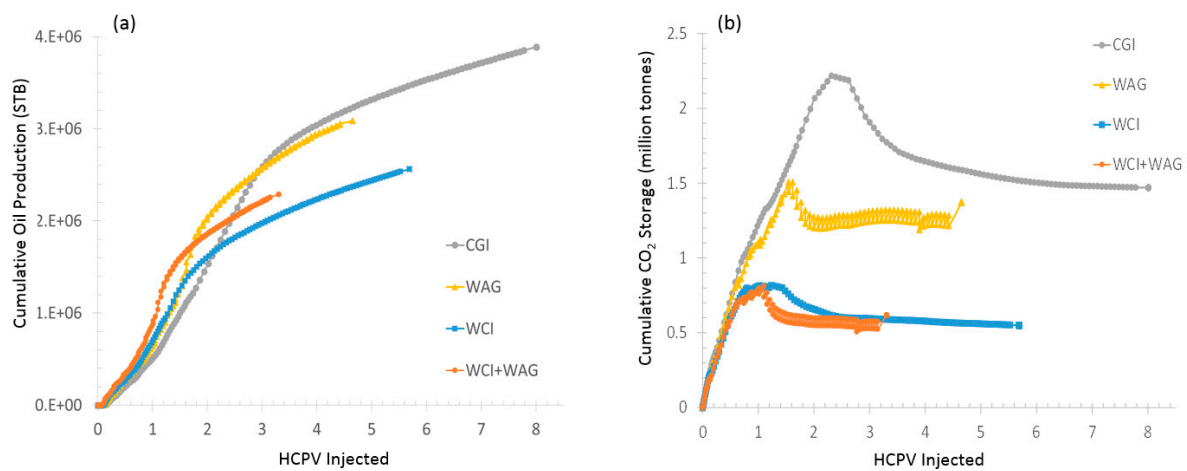 (a)
Cumulative Oil Production (STB)
4.E+06
3.E+06
2.E+06
1.E+06
0.E+00
0 1 2 3 4 5 6 7 8
HCPV Injected
CGI
WAG
WCI
WCI+WAG
(b)
Cumulative CO₂ Storage (million tonnes)
2.5
2
1.5
1
0.5
0
0 1 2 3 4 5 6 7 8
HCPV Injected
CGI
WAG
WCI
WCI+WAG